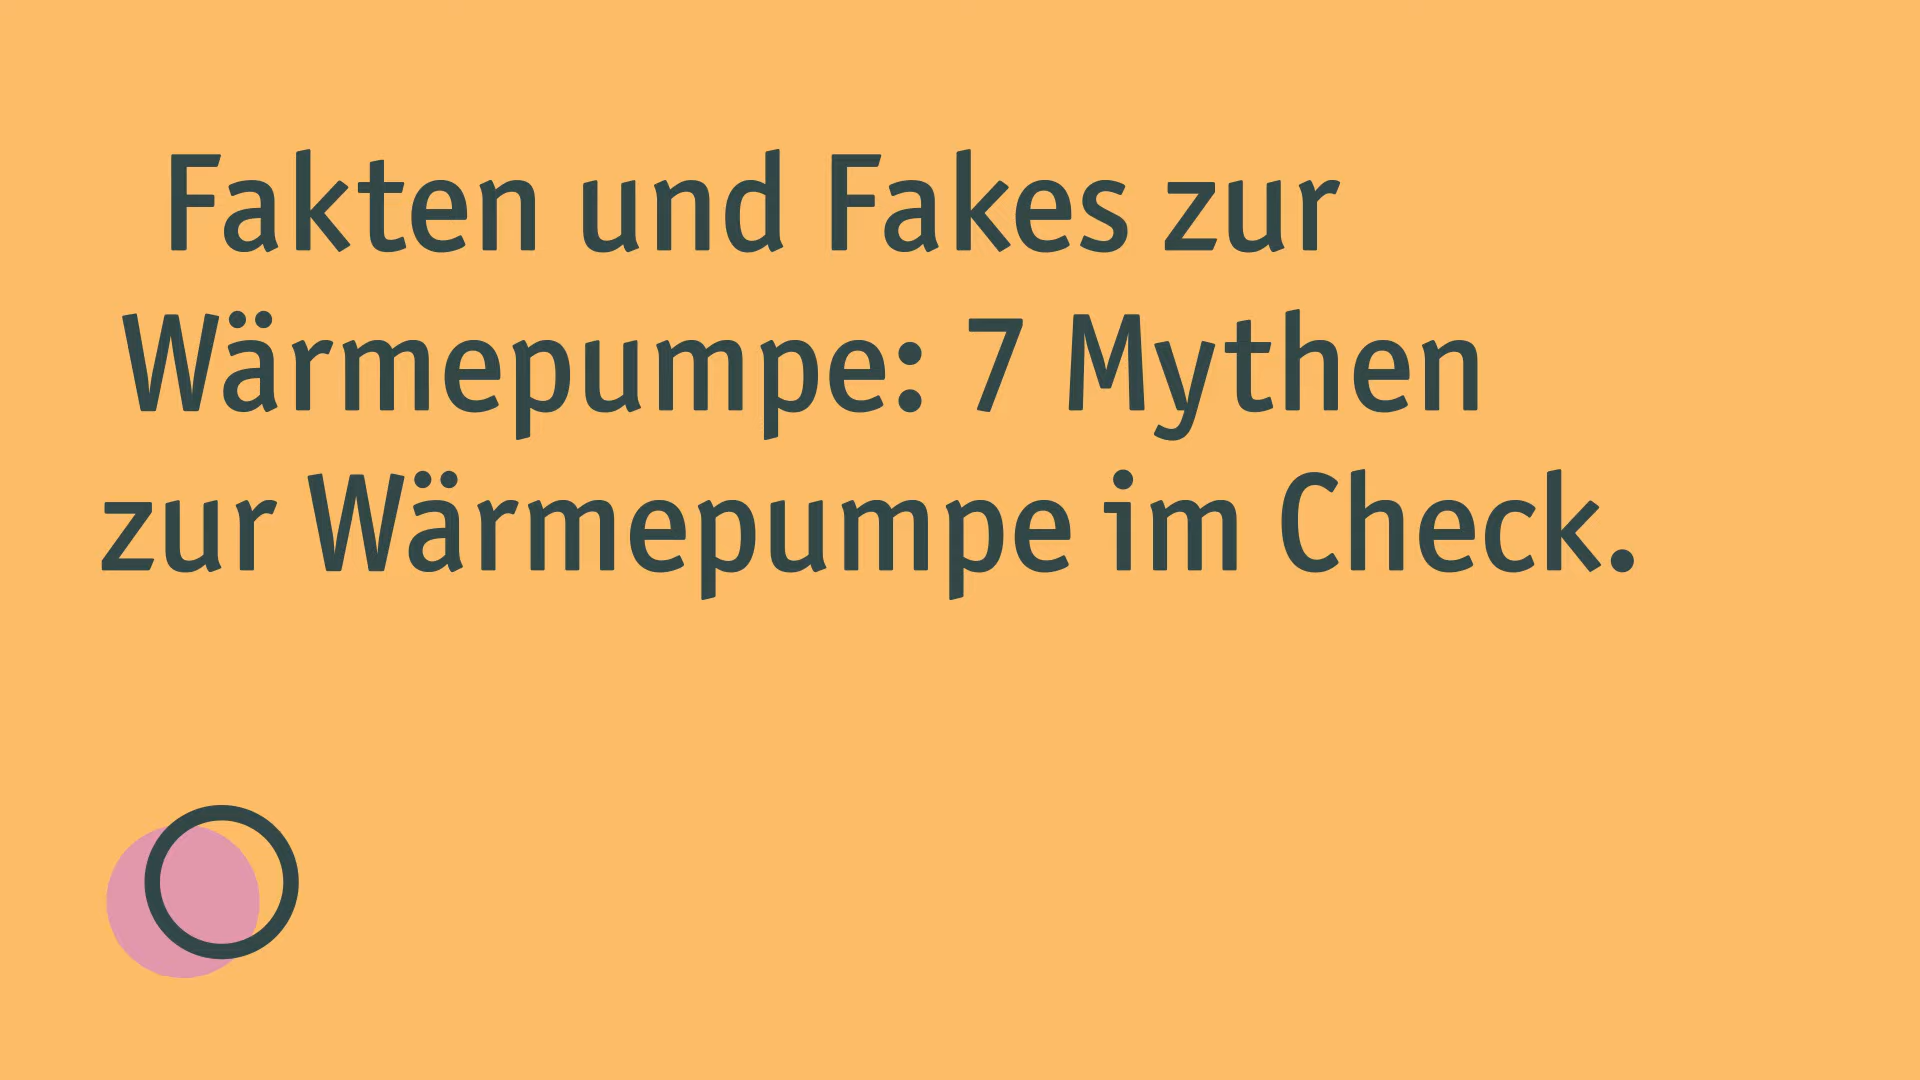 Fakten und Fakes zur
Wärmepumpe: 7 Mythen
zur Wärmepumpe im Check.